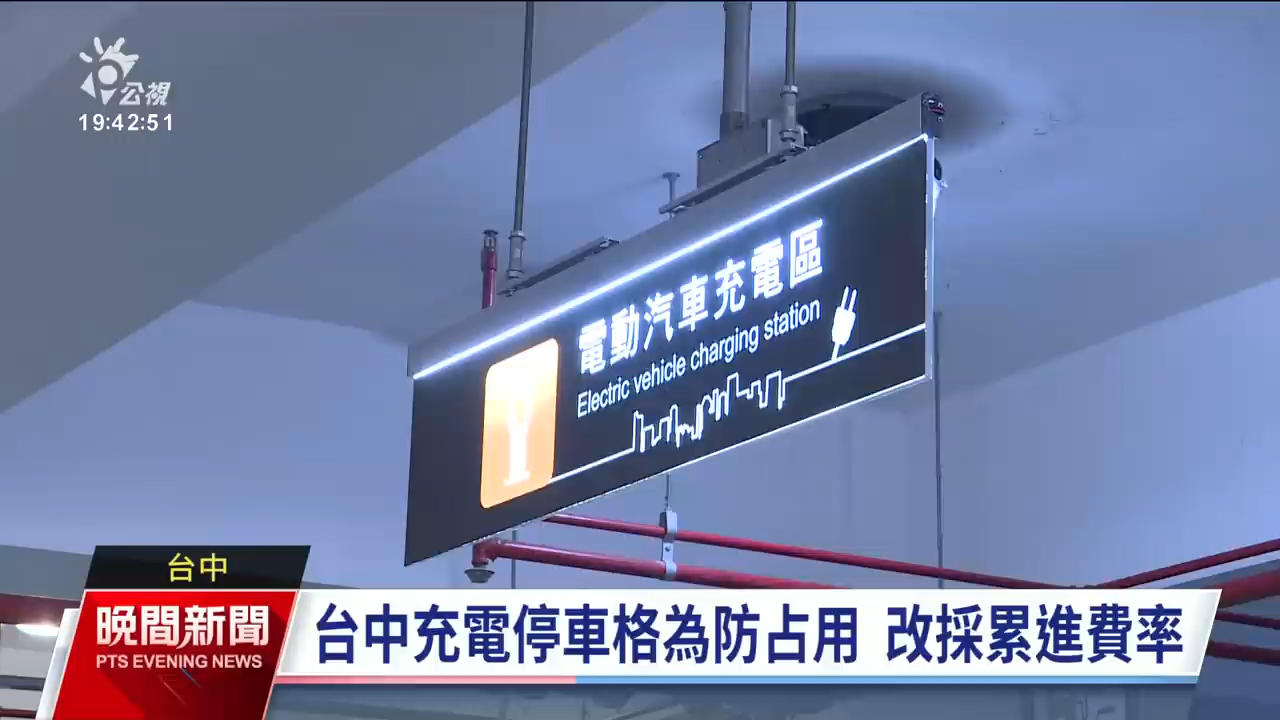 公視
19:42:51
電動汽車充電區
Electric vehicle charging station
台中
晚間新聞
PTS EVENING NEWS
台中充電停車格為防占用 改採累進費率